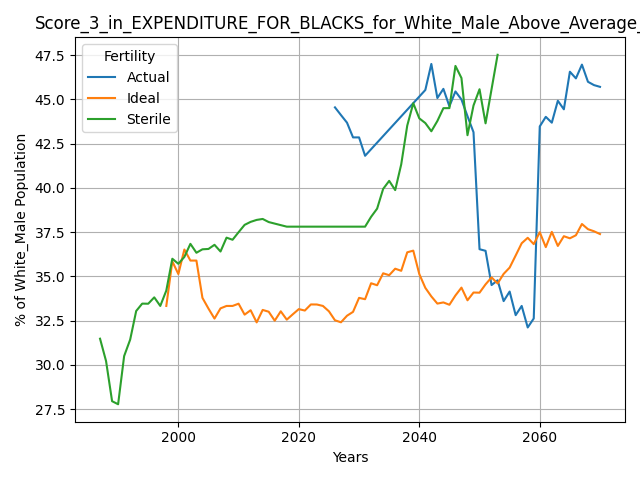 Score_3_in_EXPENDITURE_FOR_BLACKS_for_White_Male_Above_Average_
Fertility
Actual
Ideal
Sterile
% of White_Male Population
47.5
45.0
42.5
40.0
37.5
35.0
32.5
30.0
27.5
2000
2020
2040
2060
Years